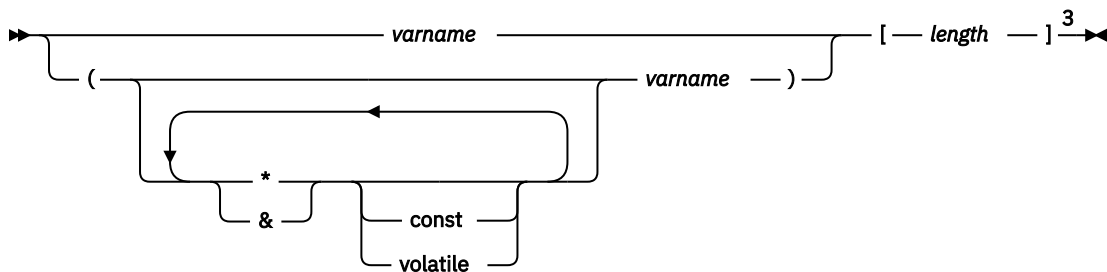 varname [ length ] 3
( varname )
*
&
const
volatile